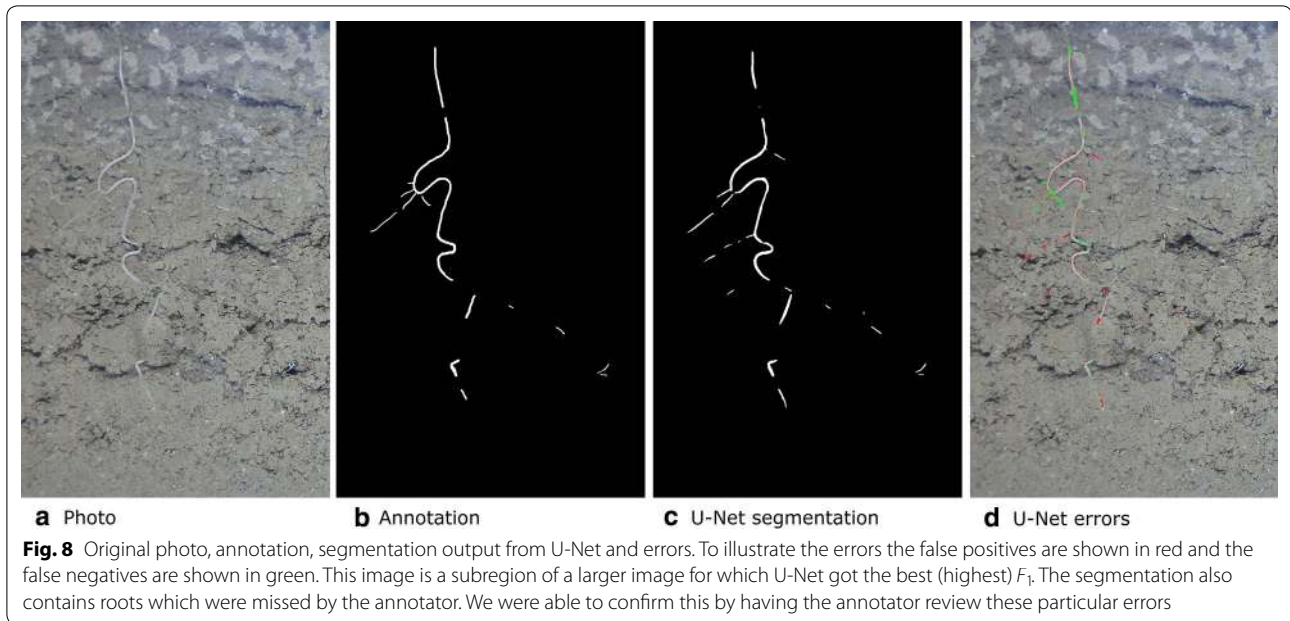 a Photo
b Annotation
c U-Net segmentation
d U-Net errors
Fig. 8 Original photo, annotation, segmentation output from U-Net and errors. To illustrate the errors the false positives are shown in red and the
false negatives are shown in green. This image is a subregion of a larger image for which U-Net got the best (highest) F1. The segmentation also
contains roots which were missed by the annotator. We were able to confirm this by having the annotator review these particular errors